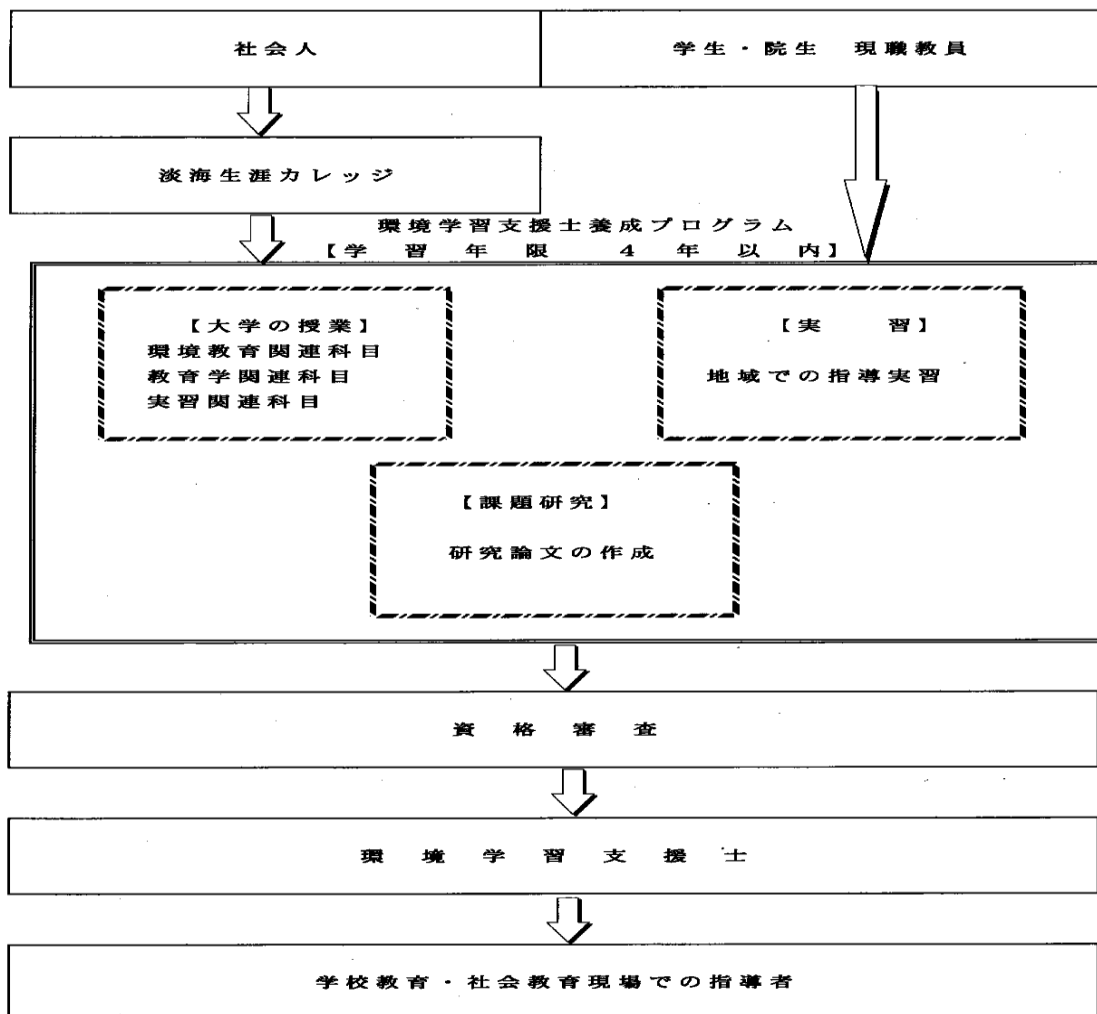 社会人
学生・院生 現職教員
淡海生涯カレッジ
環境学習支援士養成プログラム
【学習年限 4年以内】
【大学の授業】
環境教育関連科目
教育学関連科目
実習関連科目
【実 習】
地域での指導実習
【課題研究】
研究論文の作成
資格審査
環境学習支援士
学校教育・社会教育現場での指導者